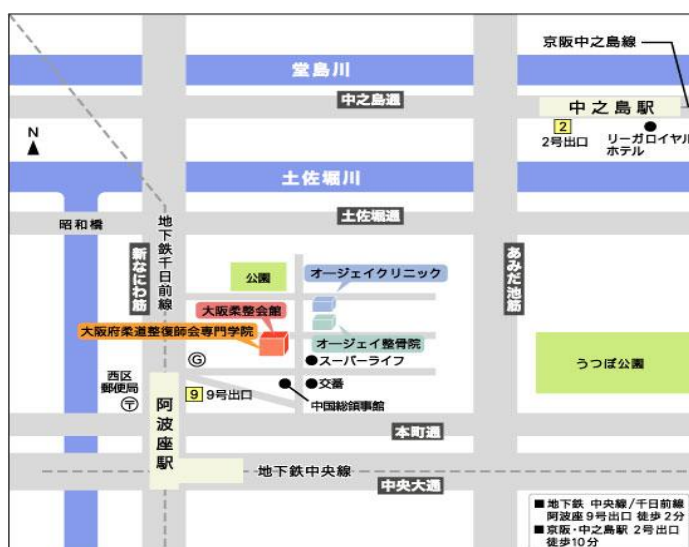 京阪中之島線
堂島川
中之島通
中之島駅
N
2
2号出口
リーガロイヤル
ホテル
土佐堀川
土佐堀通
昭和橋
地下鉄千日前線
新なにわ筋
あみだ池筋
公園
オージェイクリニック
大阪柔整会館
大阪府柔道整復師会専門学院
オージェイ整骨院
G
スーパーライフ
うつぼ公園
西区
郵便局
〒
9
9号出口
交番
中国総領事館
阿波座駅
本町通
地下鉄中央線
中央大通
■地下鉄 中央線/千日前線
阿波座9号出口 徒歩2分
■京阪・中之島駅 2号出口
徒歩10分